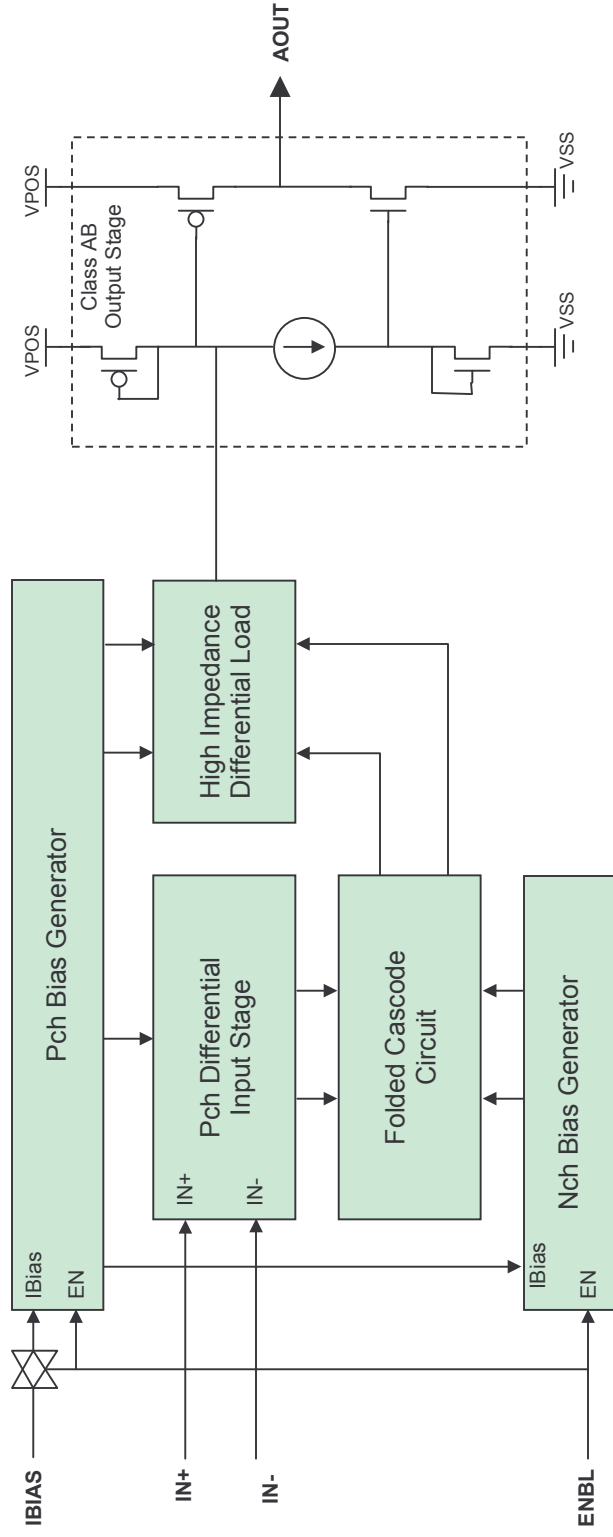 IBIAS
IN+
IN-
ENBL
IBias
EN
Pch Bias Generator
IN+
IN-
Pch Differential
Input Stage
High Impedance
Differential Load
Folded Cascode
Circuit
IBias
EN
Nch Bias Generator
VPOS
VPOS
Class AB
Output Stage
AOUT
VSS
VSS